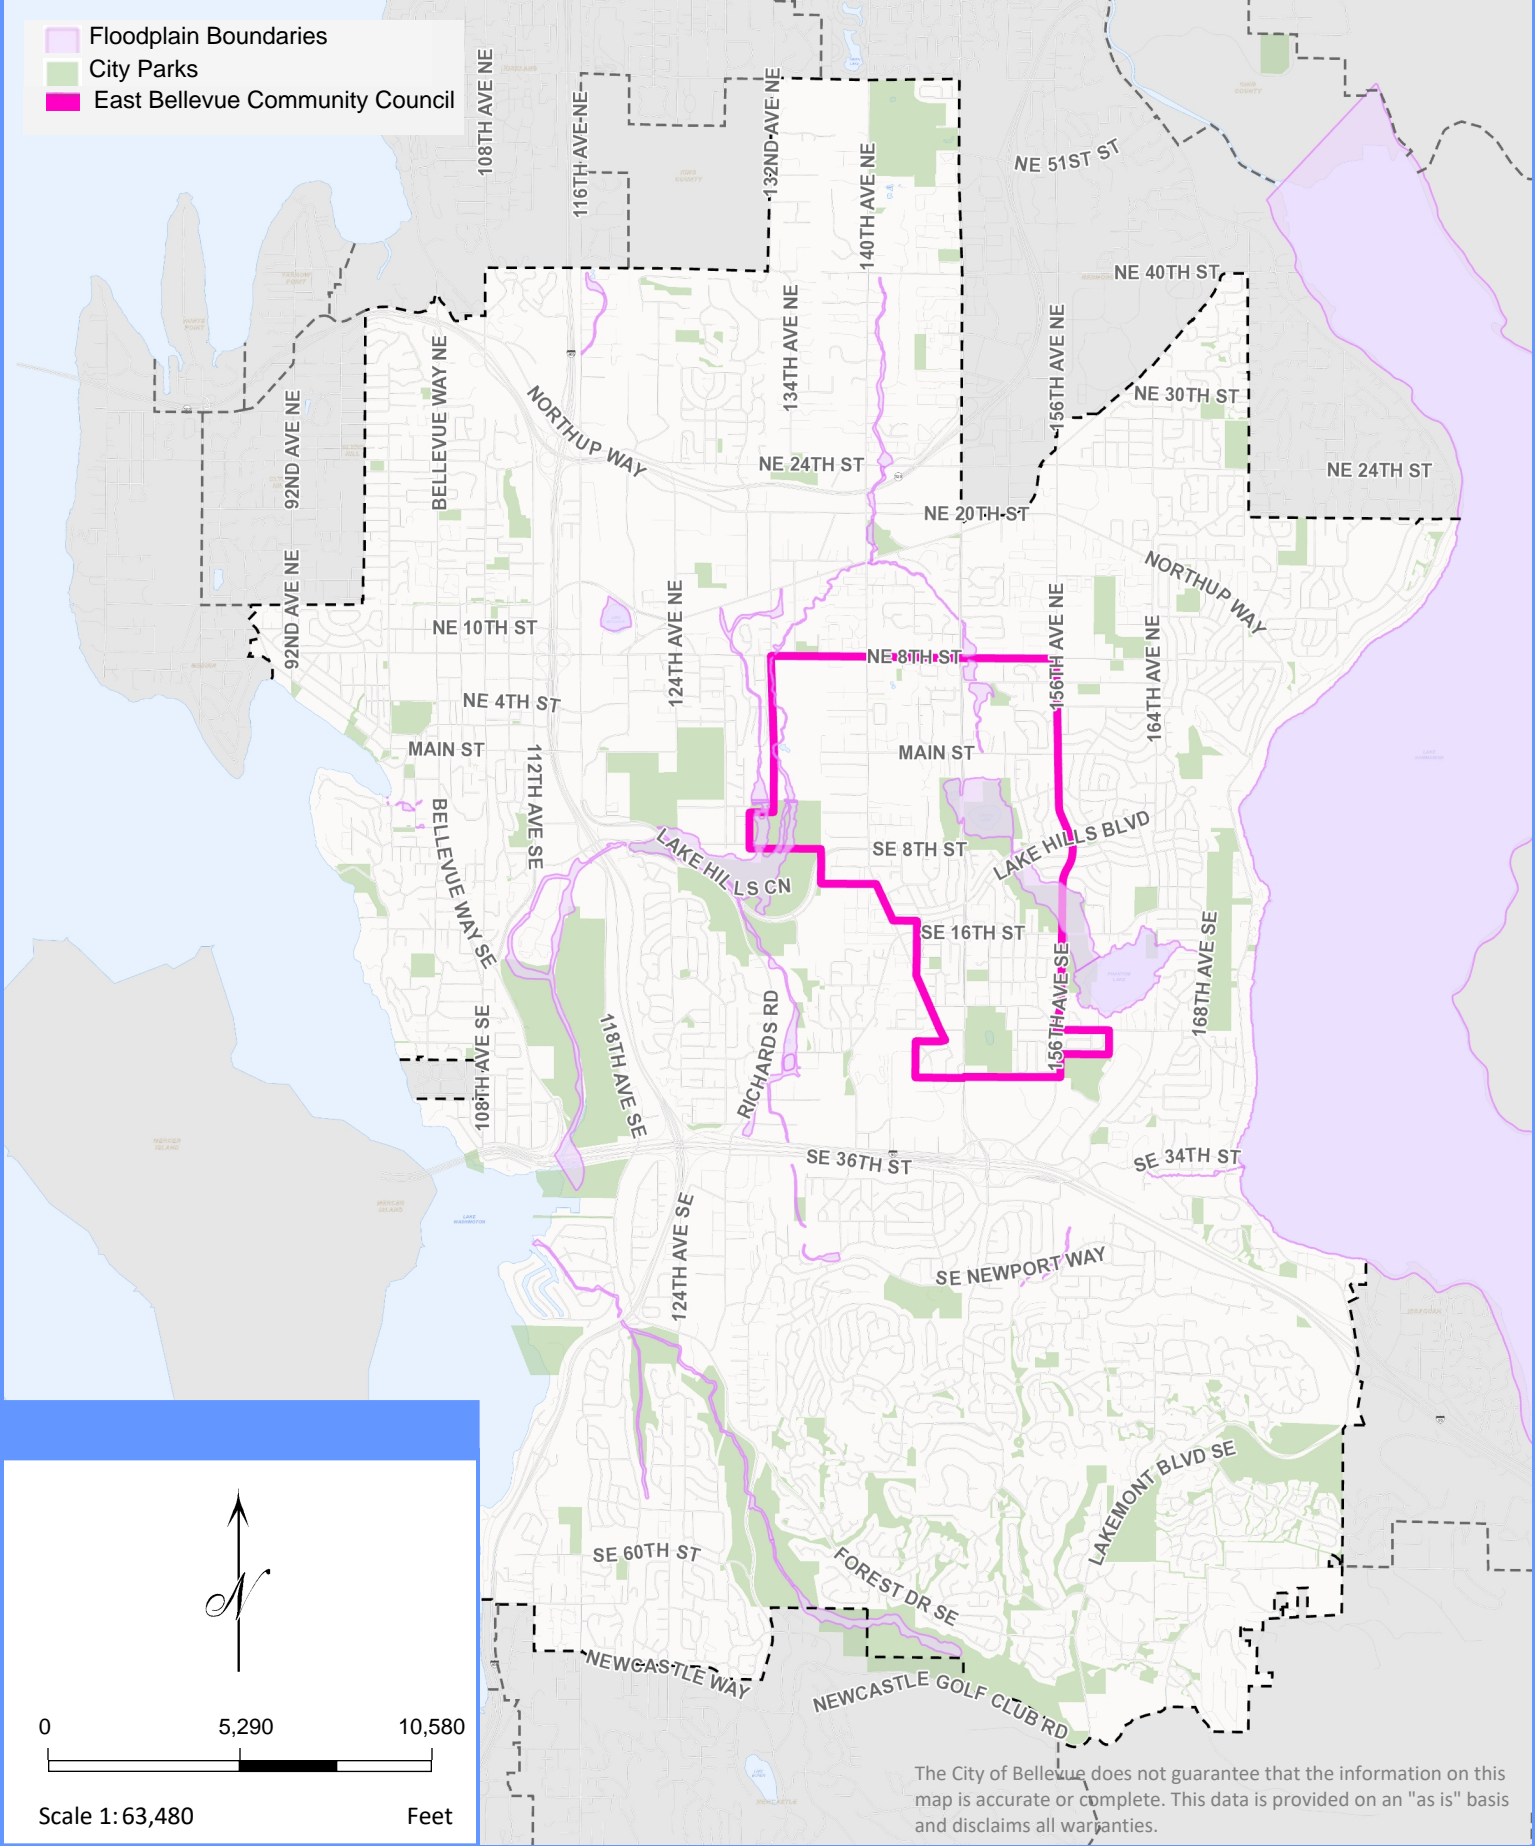 Floodplain Boundaries
City Parks
East Bellevue Community Council
108TH AVE NE
116TH AVE NE
132ND AVE NE
140TH AVE NE
NE 51ST ST
NE 40TH ST
134TH AVE NE
156TH AVE NE
NE 30TH ST
BELLEVUE WAY NE
92ND AVE NE
NORTHUP WAY
NE 24TH ST
NE 24TH ST
NE 20TH ST
NORTHUP WAY
92ND AVE NE
124TH AVE NE
156TH AVE NE
164TH AVE NE
NE 10TH ST
NE 8TH ST
NE 4TH ST
MAIN ST
MAIN ST
112TH AVE SE
BELLEVUE WAY SE
LAKE HILLS CN
SE 8TH ST
LAKE HILLS BLVD
SE 16TH ST
156TH AVE SE
168TH AVE SE
108TH AVE SE
118TH AVE SE
RICHARDS RD
SE 36TH ST
SE 34TH ST
124TH AVE SE
SE NEWPORT WAY
LAKEMONT BLVD SE
SE 60TH ST
FOREST DR SE
NEWCASTLE WAY
NEWCASTLE GOLF CLUB RD
MERCER
ISLAND
LAKE
WASHINGTON
N
0 5,290 10,580
Scale 1: 63,480 Feet
The City of Bellevue does not guarantee that the information on this
map is accurate or complete. This data is provided on an "as is" basis
and disclaims all warranties.